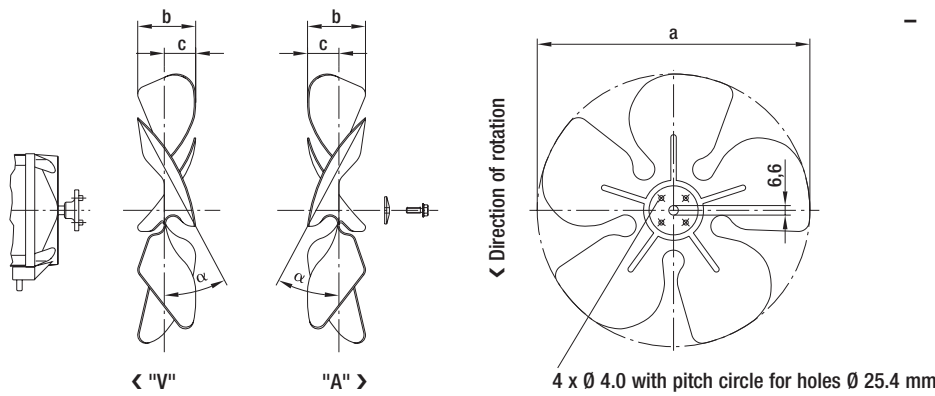 b
c
b
c
a
❮ Direction of rotation
6,6
α
α
❮ "V"
"A" ❯
4 x Ø 4.0 with pitch circle for holes Ø 25.4 mm